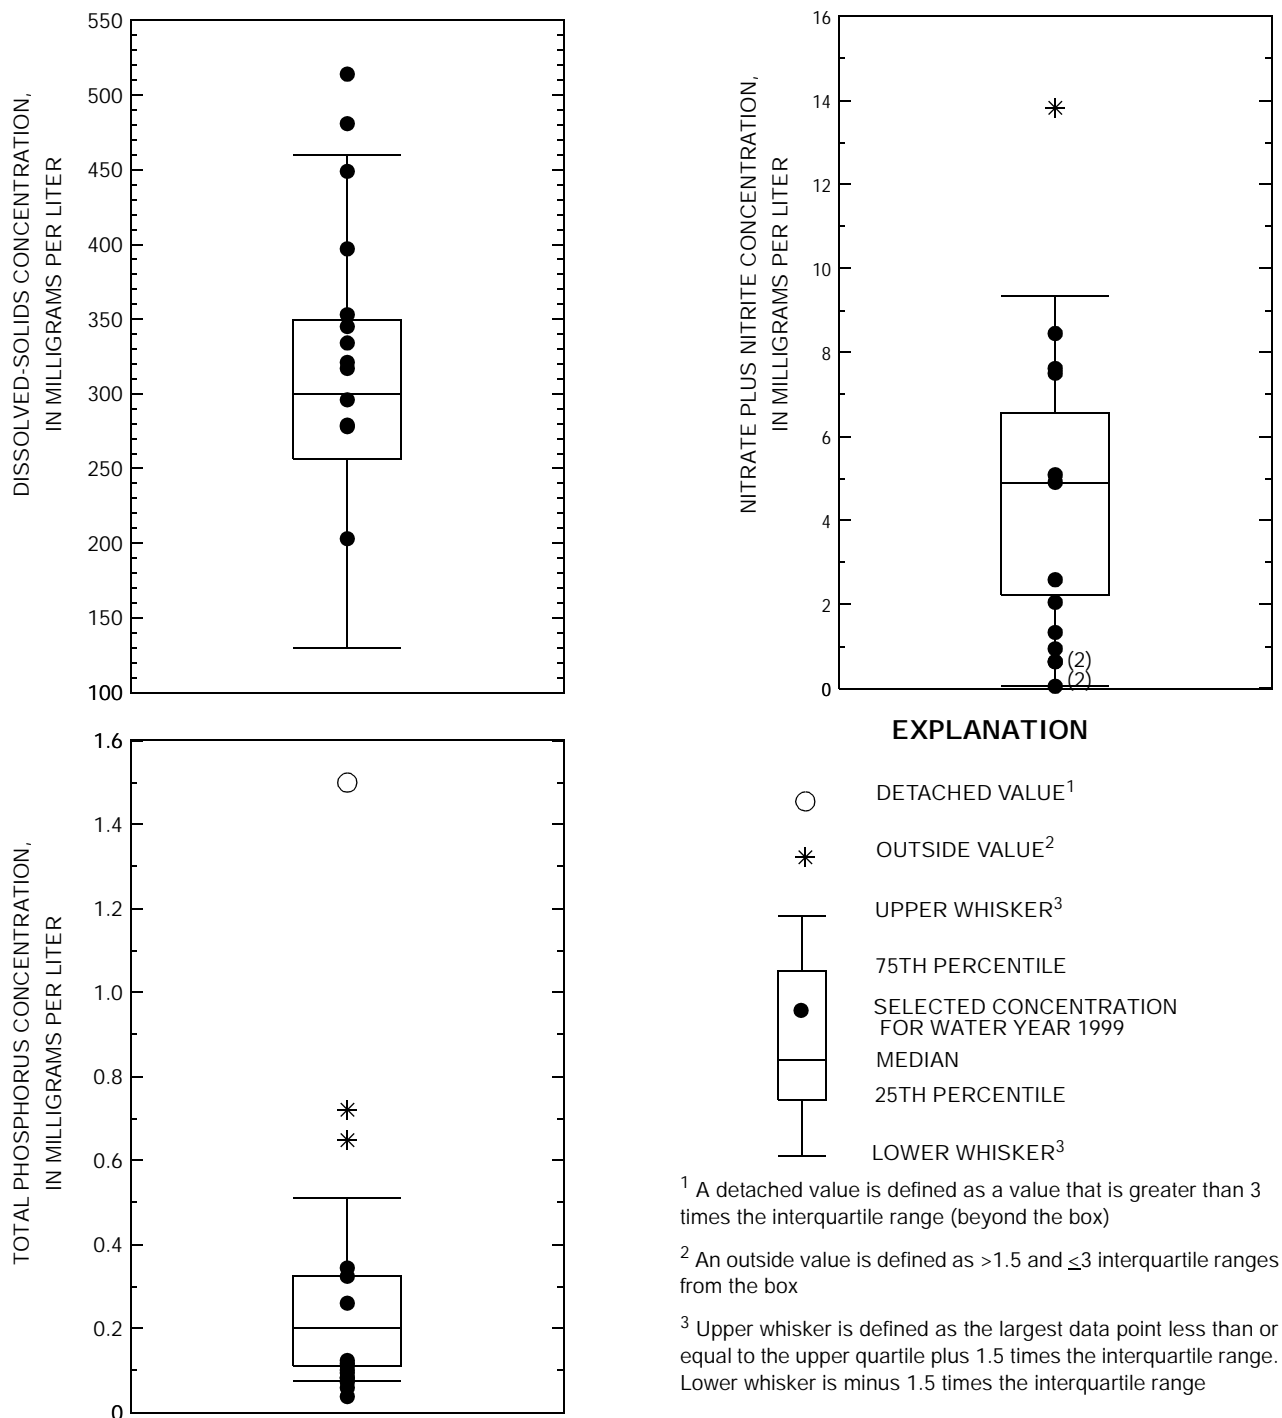 DISSOLVED-SOLIDS CONCENTRATION,
IN MILLIGRAMS PER LITER
550
500
450
400
350
300
250
200
150
100
NITRATE PLUS NITRITE CONCENTRATION,
IN MILLIGRAMS PER LITER
16
14
12
10
8
6
4
2
0
(2)
(2)
TOTAL PHOSPHORUS CONCENTRATION,
IN MILLIGRAMS PER LITER
1.6
1.4
1.2
1.0
0.8
0.6
0.4
0.2
0
EXPLANATION
DETACHED VALUE1
OUTSIDE VALUE2
UPPER WHISKER3
75TH PERCENTILE
SELECTED CONCENTRATION
FOR WATER YEAR 1999
MEDIAN
25TH PERCENTILE
LOWER WHISKER3
1 A detached value is defined as a value that is greater than 3
times the interquartile range (beyond the box)
2 An outside value is defined as >1.5 and ≤3 interquartile ranges
from the box
3 Upper whisker is defined as the largest data point less than or
equal to the upper quartile plus 1.5 times the interquartile range.
Lower whisker is minus 1.5 times the interquartile range